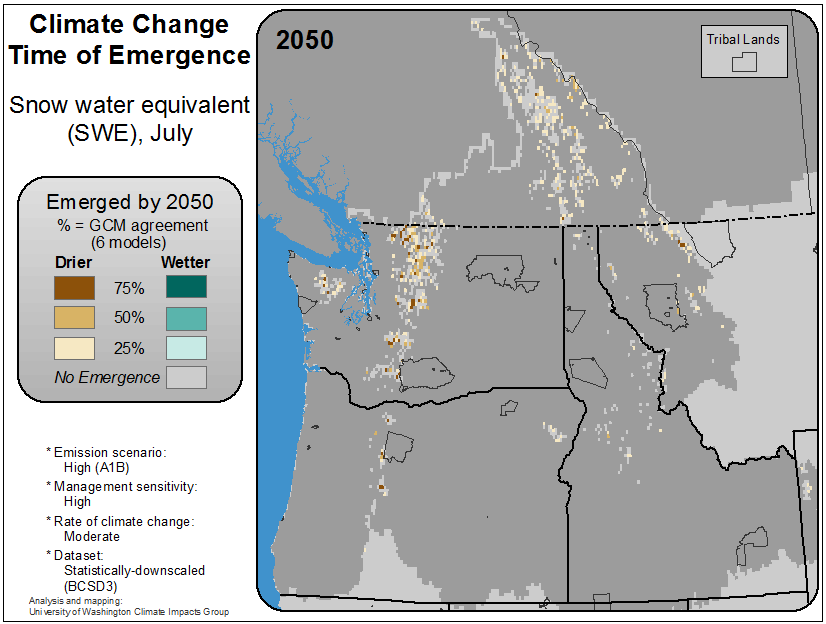 Climate Change
Time of Emergence
Snow water equivalent
(SWE), July
Emerged by 2050
% = GCM agreement
(6 models)
Drier Wetter
75%
50%
25%
No Emergence
* Emission scenario:
High (A1B)
* Management sensitivity:
High
* Rate of climate change:
Moderate
* Dataset:
Statistically-downscaled
(BCSD3)
Analysis and mapping:
University of Washington Climate Impacts Group
2050
Tribal Lands